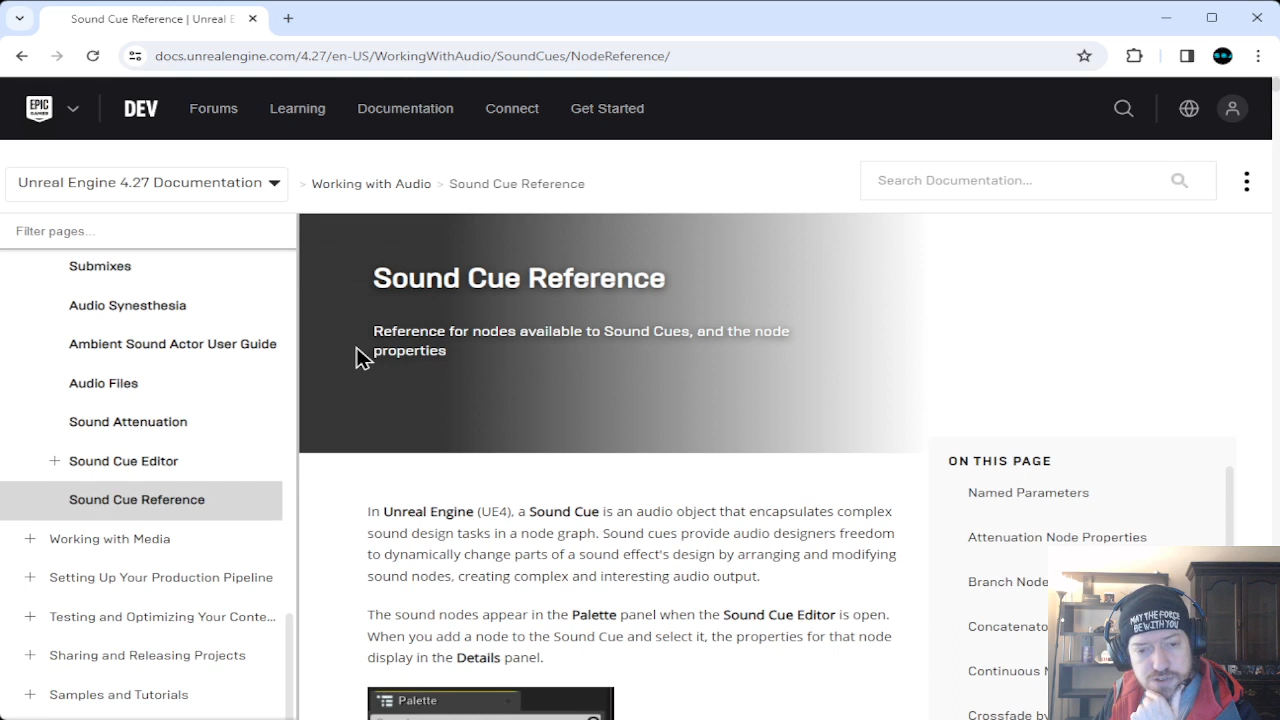 Sound Cue Reference | Unreal E
docs.unrealengine.com/4.27/en-US/WorkingWithAudio/SoundCues/NodeReference/
EPIC GAMES
DEV
Forums
Learning
Documentation
Connect
Get Started
Unreal Engine 4.27 Documentation
> Working with Audio > Sound Cue Reference
Search Documentation...
Filter pages...
Submixes
Audio Synesthesia
Ambient Sound Actor User Guide
Audio Files
Sound Attenuation
Sound Cue Editor
Sound Cue Reference
Working with Media
Setting Up Your Production Pipeline
Testing and Optimizing Your Conte...
Sharing and Releasing Projects
Samples and Tutorials
Sound Cue Reference
Reference for nodes available to Sound Cues, and the node
properties
In Unreal Engine (UE4), a Sound Cue is an audio object that encapsulates complex
sound design tasks in a node graph. Sound cues provide audio designers freedom
to dynamically change parts of a sound effect's design by arranging and modifying
sound nodes, creating complex and interesting audio output.
The sound nodes appear in the Palette panel when the Sound Cue Editor is open.
When you add a node to the Sound Cue and select it, the properties for that node
display in the Details panel.
Palette
ON THIS PAGE
Named Parameters
Attenuation Node Properties
Branch Node
Concatenato
Continuous
Crossfade by
MAY THE FORCE
BE WITH YOU